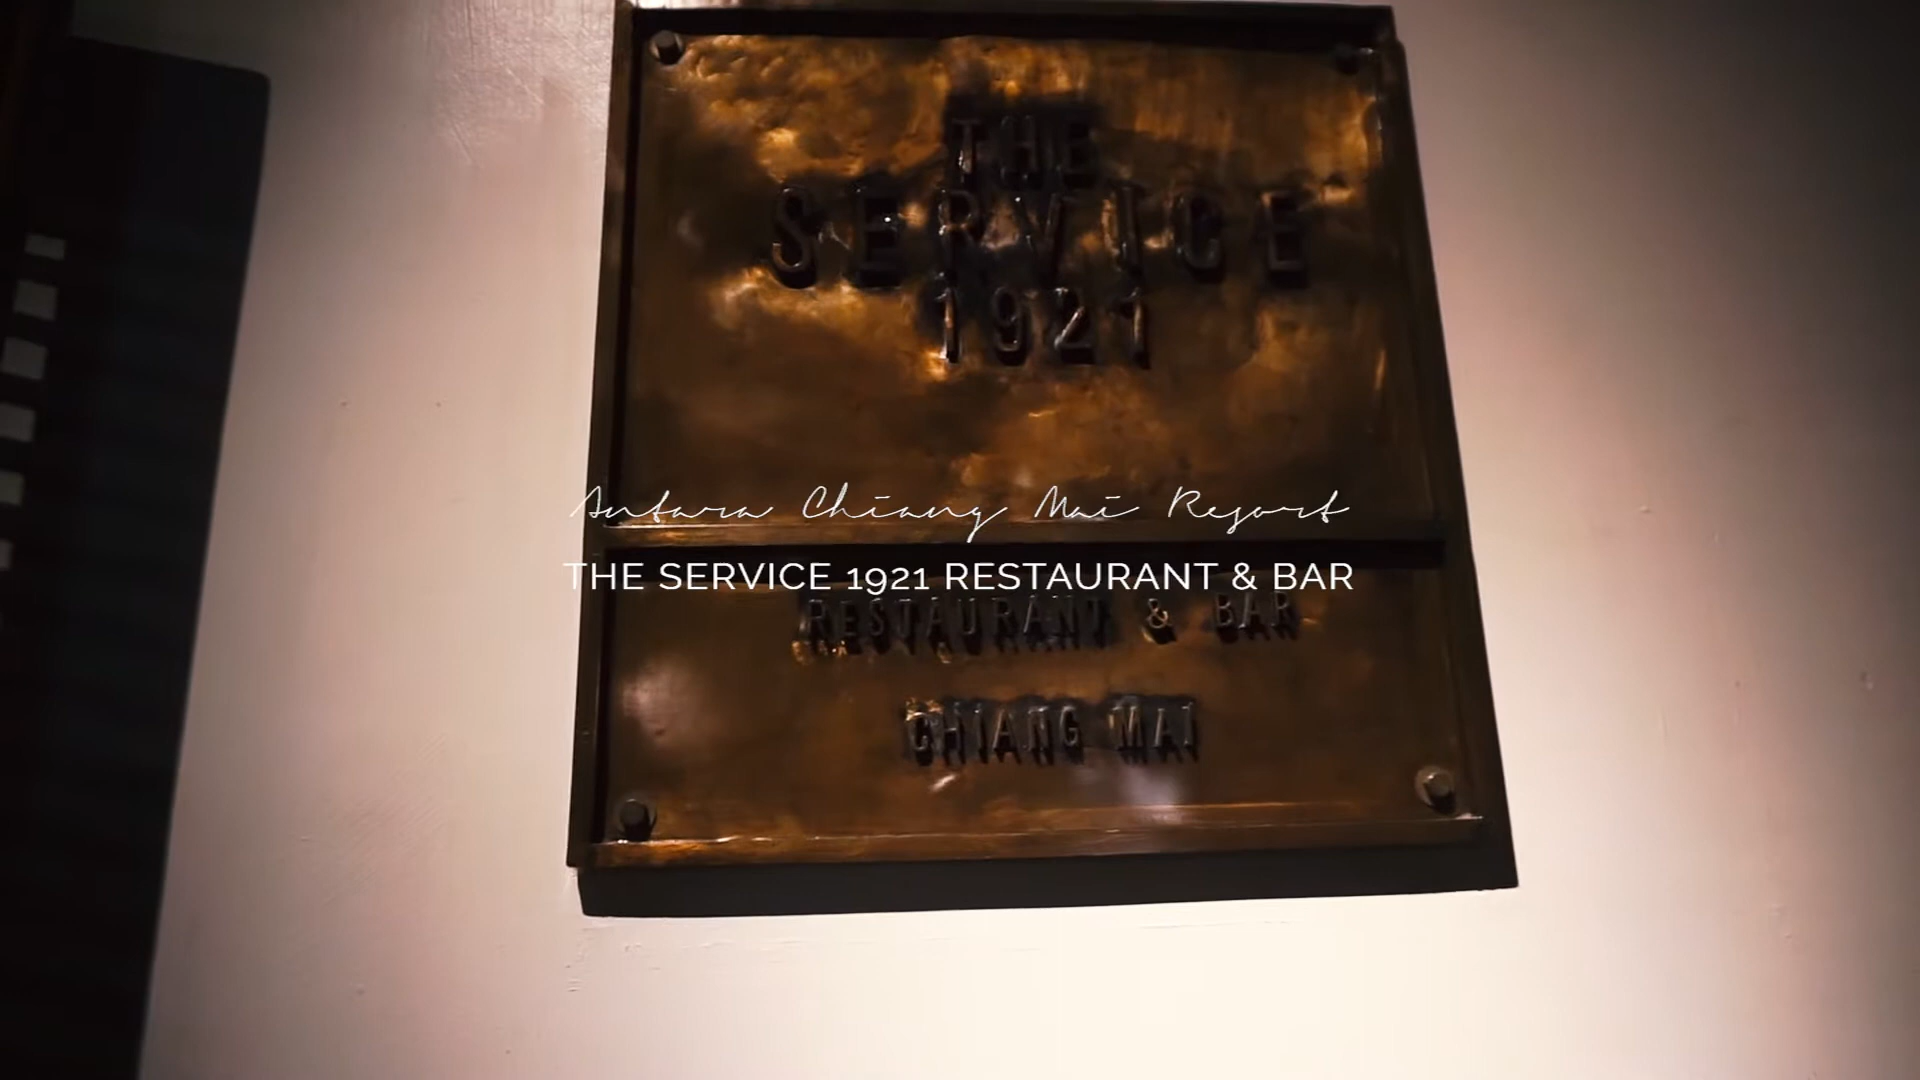 THE
SERVICE
1921
Antara Chiang Mai Resort
THE SERVICE 1921 RESTAURANT & BAR
RESTAURANT & BAR
CHIANG MAI